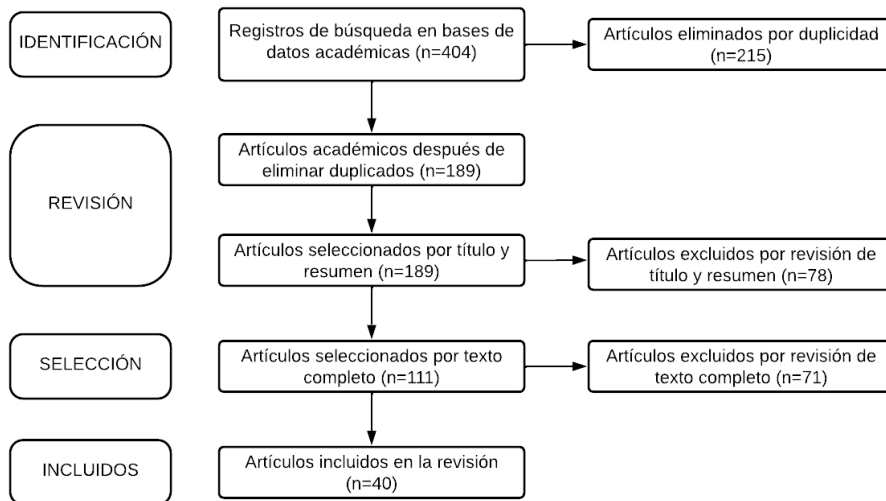 IDENTIFICACIÓN
Registros de búsqueda en bases de
datos académicas (n=404)
Artículos eliminados por duplicidad
(n=215)
REVISIÓN
Artículos académicos después de
eliminar duplicados (n=189)
Artículos seleccionados por título y
resumen (n=189)
Artículos excluidos por revisión de
título y resumen (n=78)
SELECCIÓN
Artículos seleccionados por texto
completo (n=111)
Artículos excluidos por revisión de
texto completo (n=71)
INCLUIDOS
Artículos incluidos en la revisión
(n=40)